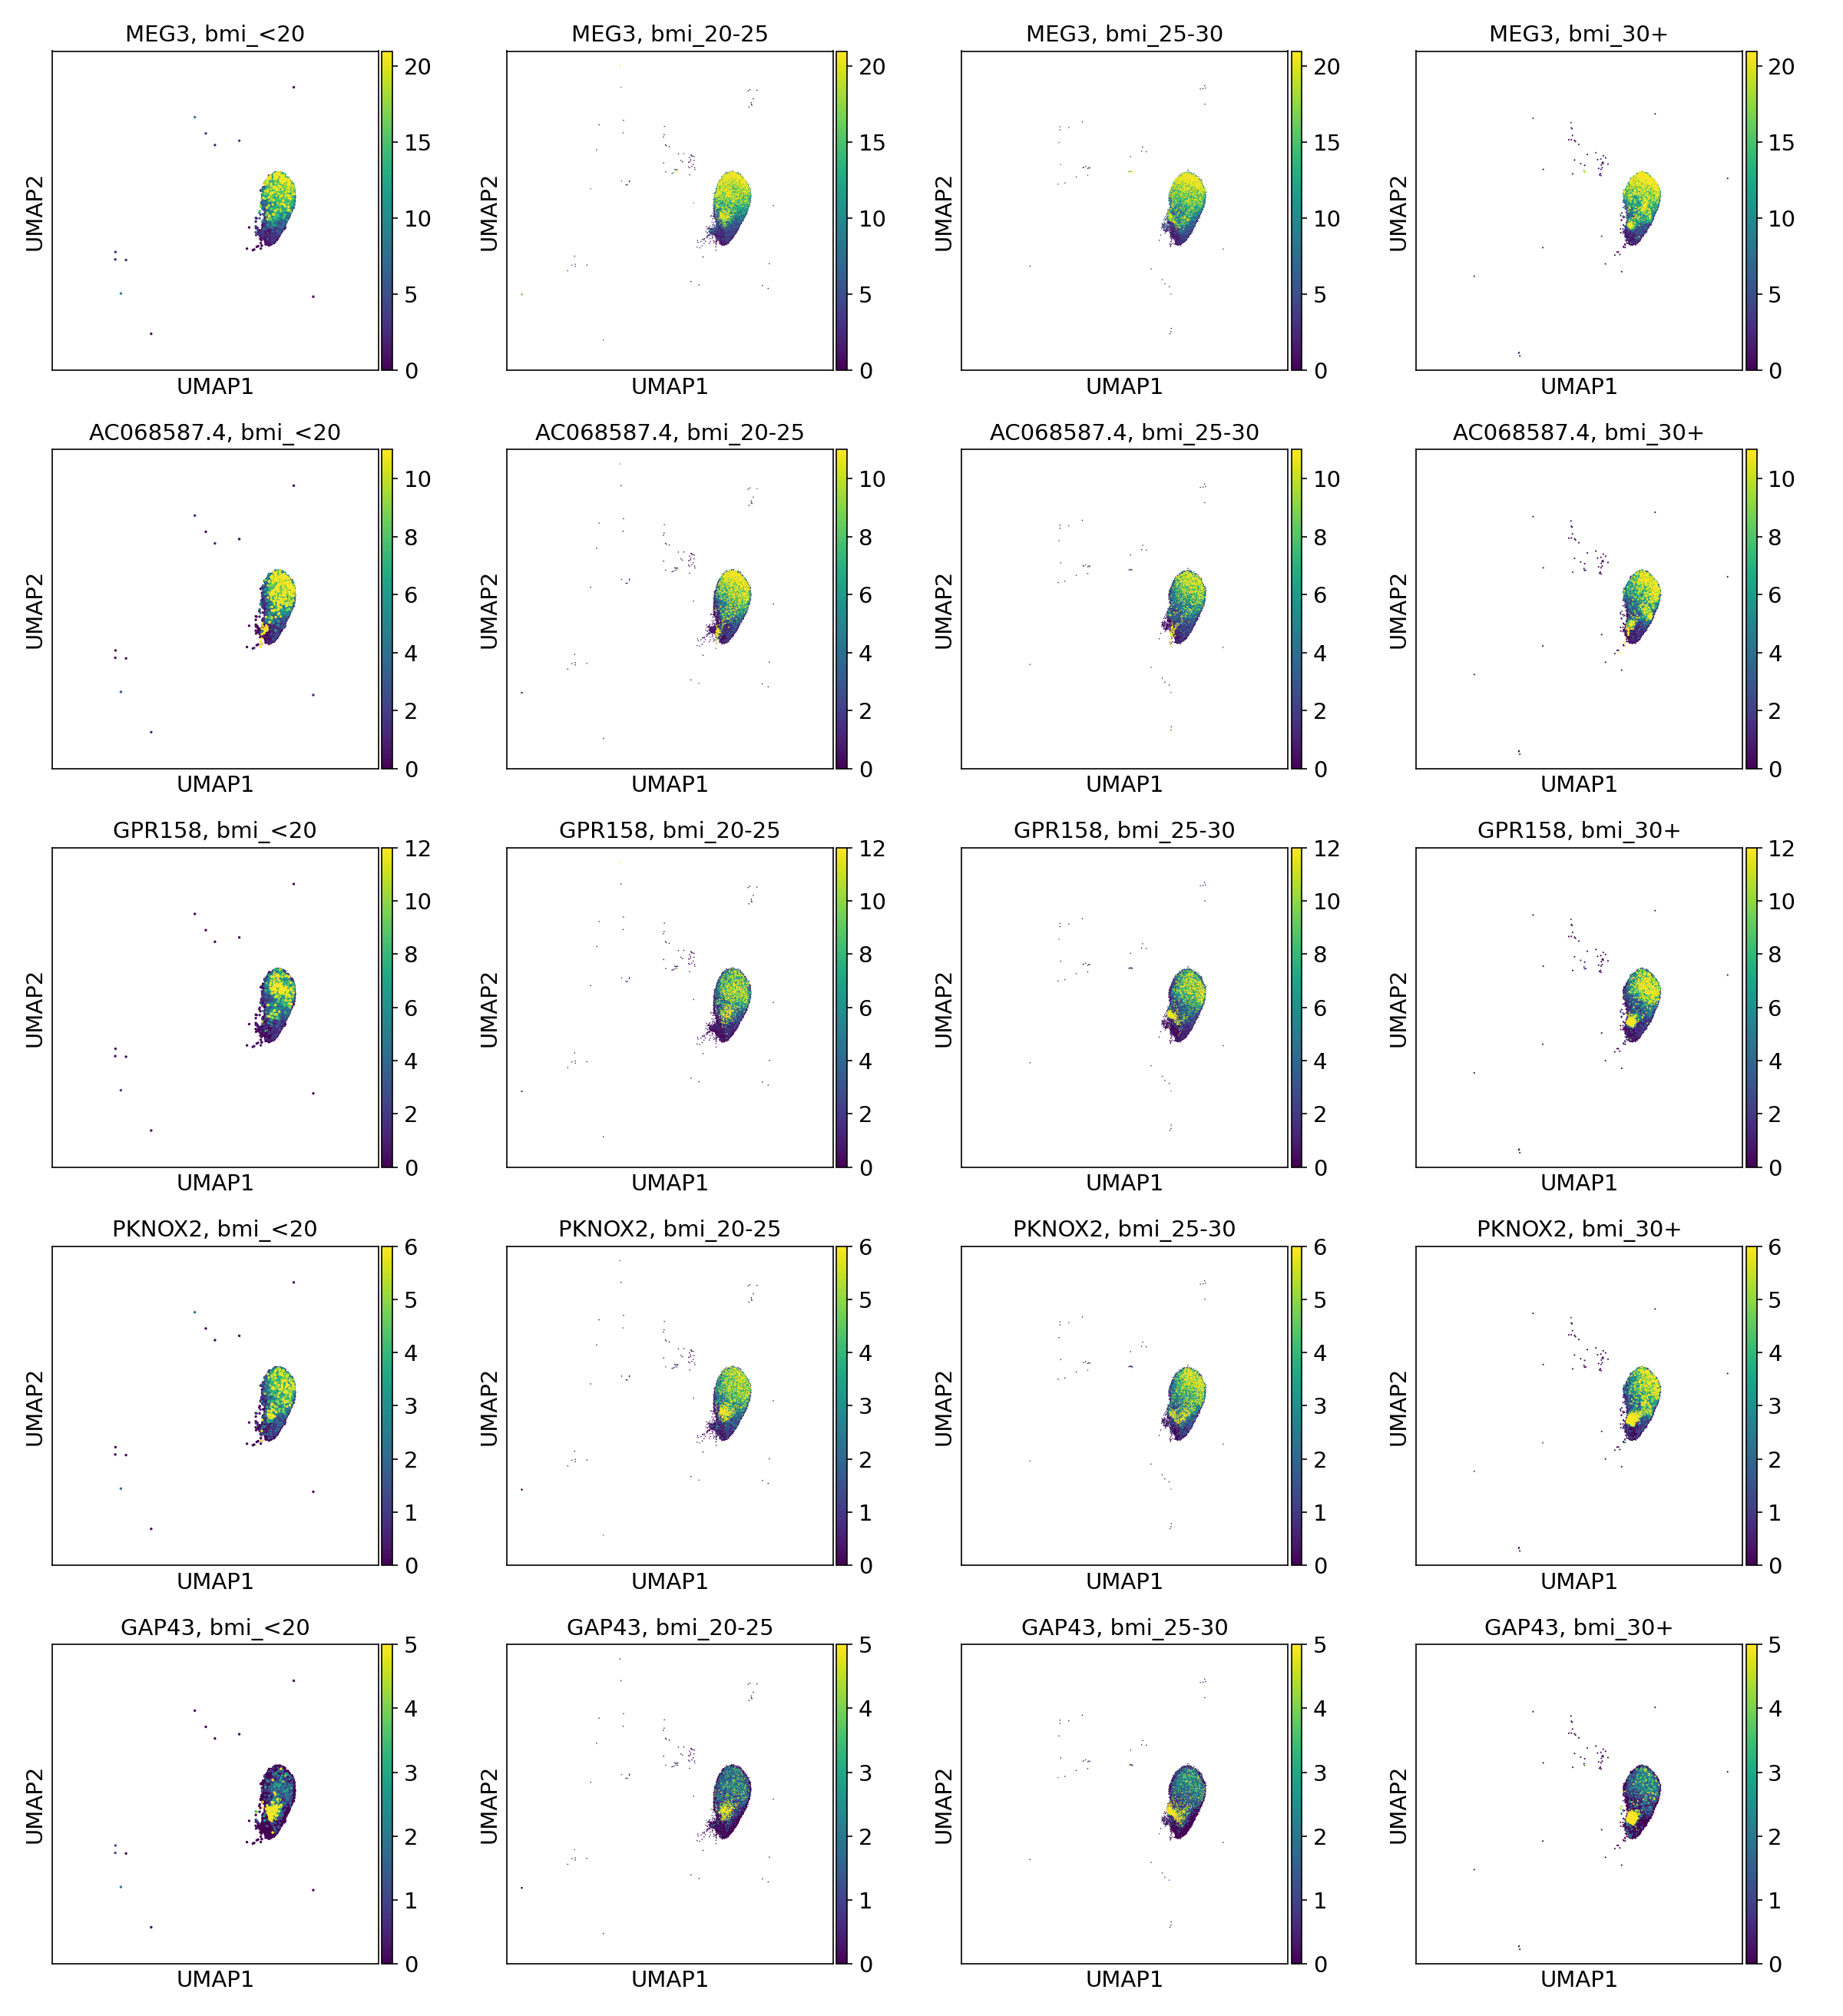 MEG3, bmi_<20 MEG3, bmi_20-25 MEG3, bmi_25-30 MEG3, bmi_30+
20 20 20 20
15 15 15 15
UMAP2 UMAP2 UMAP2 UMAP2
10 10 10 10
5 5 5 5
0 0 0 0
UMAP1 UMAP1 UMAP1 UMAP1
AC068587.4, bmi_<20 AC068587.4, bmi_20-25 AC068587.4, bmi_25-30 AC068587.4, bmi_30+
10 10 10 10
8 8 8 8
UMAP2 UMAP2 UMAP2 UMAP2
6 6 6 6
4 4 4 4
2 2 2 2
0 0 0 0
UMAP1 UMAP1 UMAP1 UMAP1
GPR158, bmi_<20 GPR158, bmi_20-25 GPR158, bmi_25-30 GPR158, bmi_30+
12 12 12 12
10 10 10 10
8 8 8 8
UMAP2 UMAP2 UMAP2 UMAP2
6 6 6 6
4 4 4 4
2 2 2 2
0 0 0 0
UMAP1 UMAP1 UMAP1 UMAP1
PKNOX2, bmi_<20 PKNOX2, bmi_20-25 PKNOX2, bmi_25-30 PKNOX2, bmi_30+
6 6 6 6
5 5 5 5
4 4 4 4
UMAP2 UMAP2 UMAP2 UMAP2
3 3 3 3
2 2 2 2
1 1 1 1
0 0 0 0
UMAP1 UMAP1 UMAP1 UMAP1
GAP43, bmi_<20 GAP43, bmi_20-25 GAP43, bmi_25-30 GAP43, bmi_30+
5 5 5 5
4 4 4 4
3 3 3 3
UMAP2 UMAP2 UMAP2 UMAP2
2 2 2 2
1 1 1 1
0 0 0 0
UMAP1 UMAP1 UMAP1 UMAP1